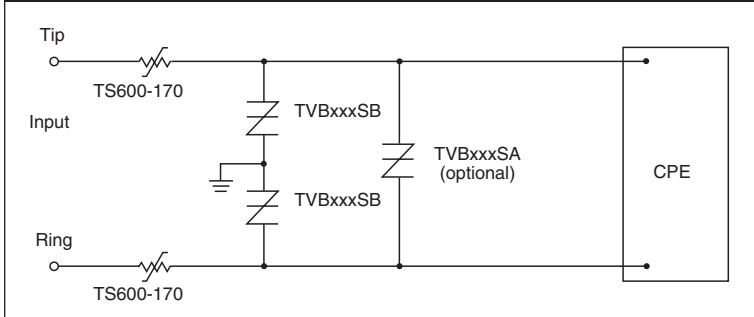 Tip
TS600-170
Input
TVBxxxSB
TVBxxxSA
(optional)
CPE
TVBxxxSB
Ring
TS600-170